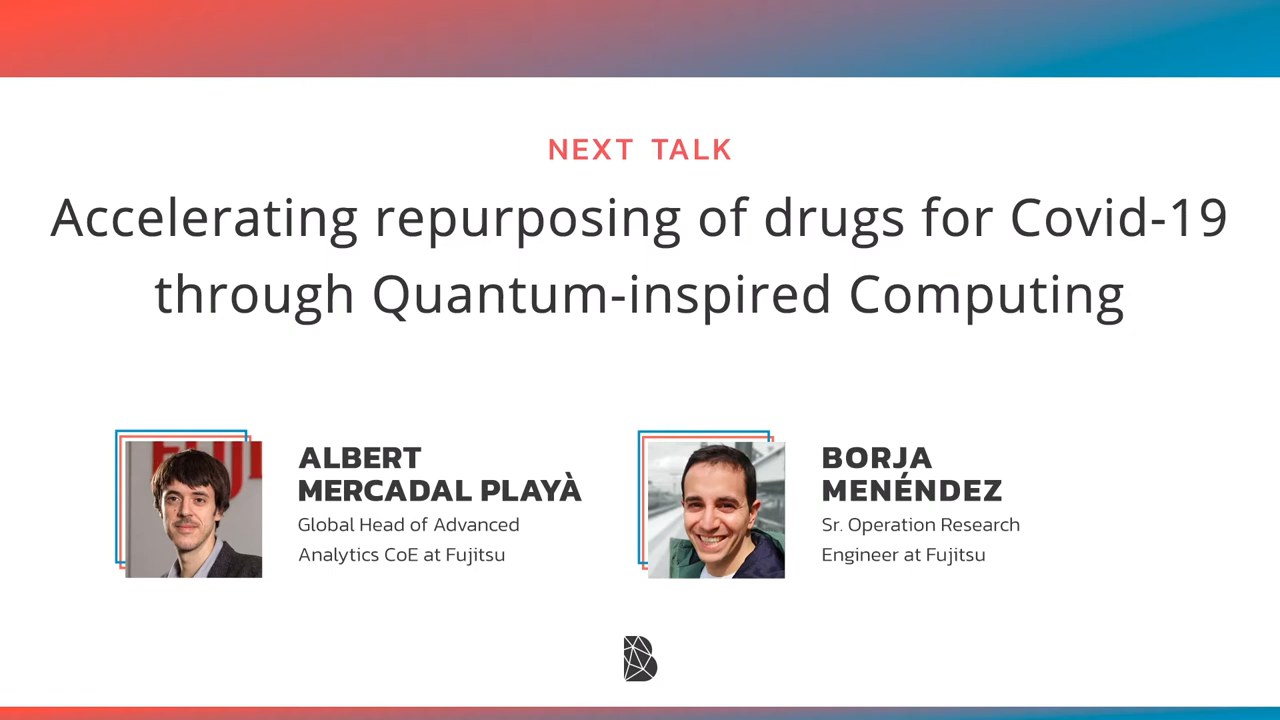 NEXT TALK
Accelerating repurposing of drugs for Covid-19
through Quantum-inspired Computing
ALBERT
MERCADAL PLAYÀ
Global Head of Advanced
Analytics CoE at Fujitsu
BORJA
MENÉNDEZ
Sr. Operation Research
Engineer at Fujitsu